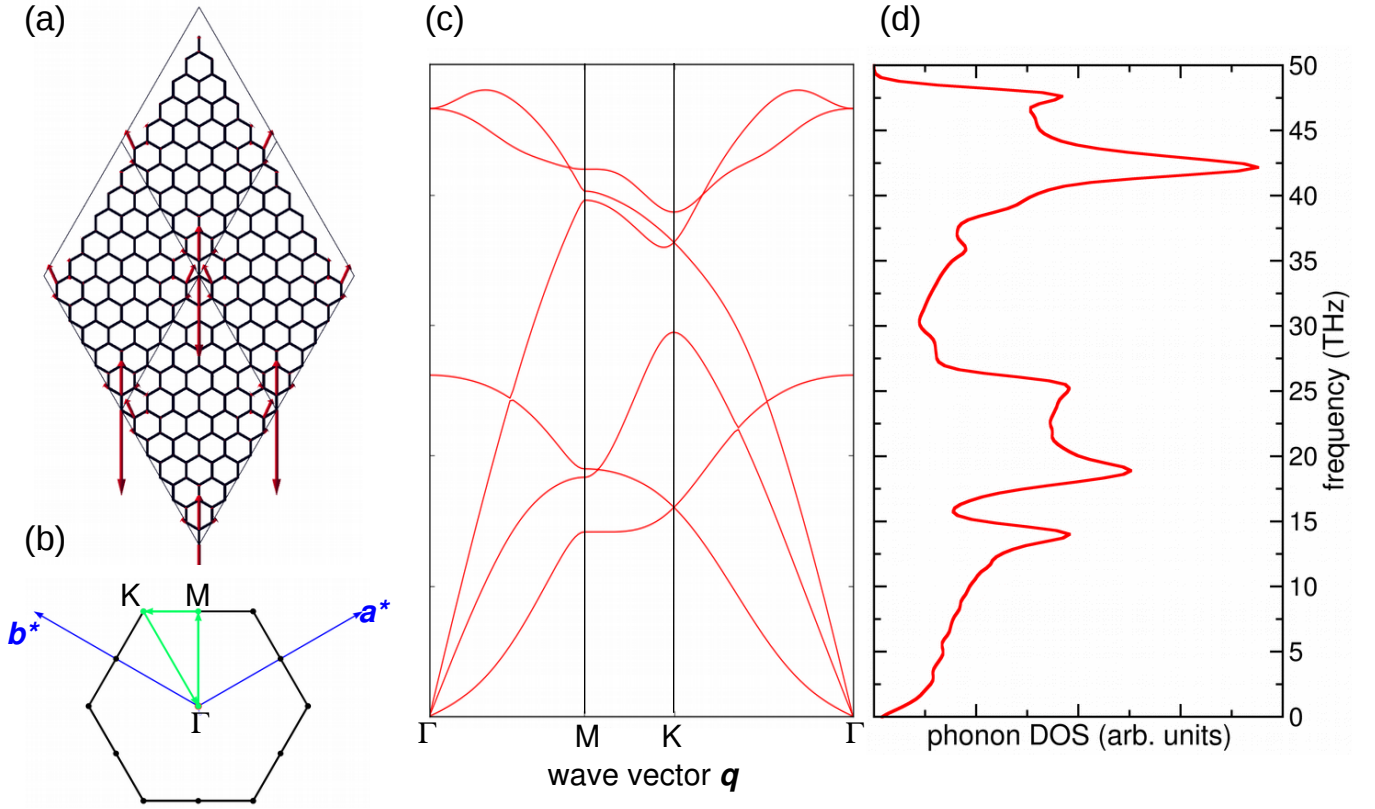 (a)
(c)
(d)
50
45
40
35
30
25
20
15
10
5
0
frequency (THz)
(b)
K
M
b*
a*
Γ
Γ
M
K
Γ
wave vector q
phonon DOS (arb. units)